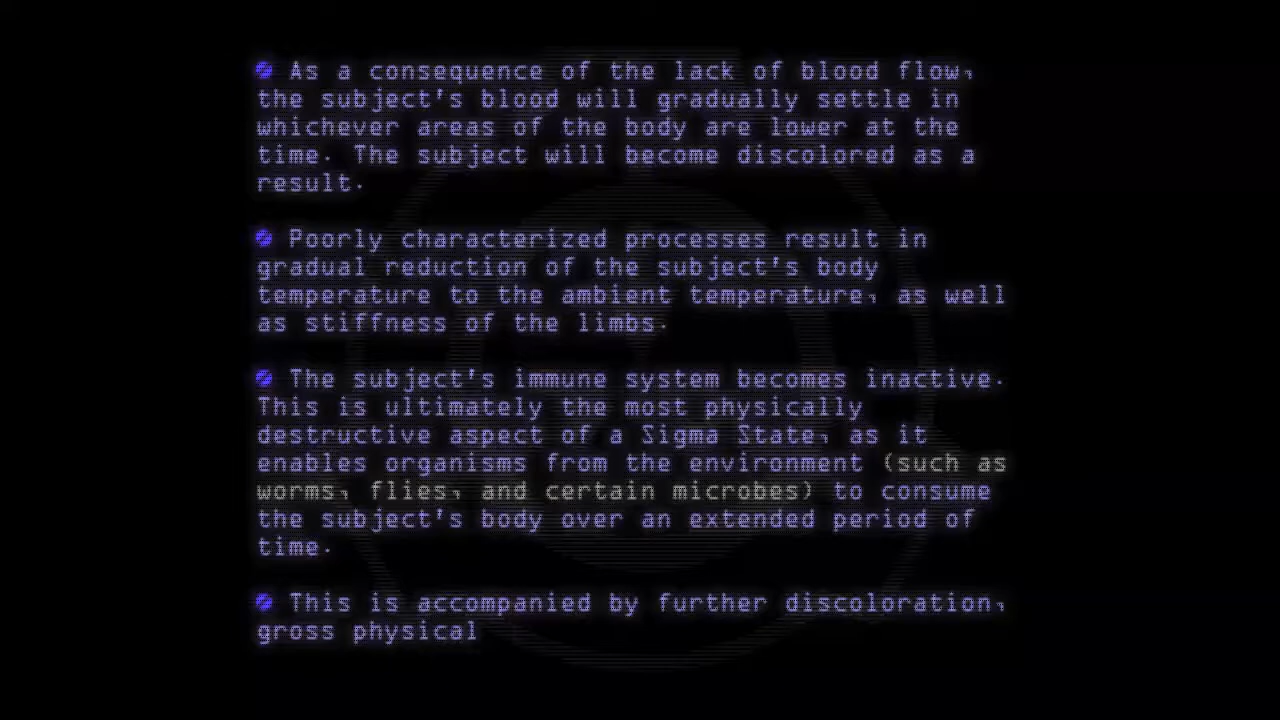 As a consequence of the lack of blood flow,
the subject's blood will gradually settle in
whichever areas of the body are lower at the
time. The subject will become discolored as a
result.
Poorly characterized processes result in
gradual reduction of the subject's body
temperature to the ambient temperature, as well
as stiffness of the limbs.
The subject's immune system becomes inactive.
This is ultimately the most physically
destructive aspect of a Sigma State, as it
enables organisms from the environment (such as
worms, flies, and certain microbes) to consume
the subject's body over an extended period of
time.
This is accompanied by further discoloration,
gross physical